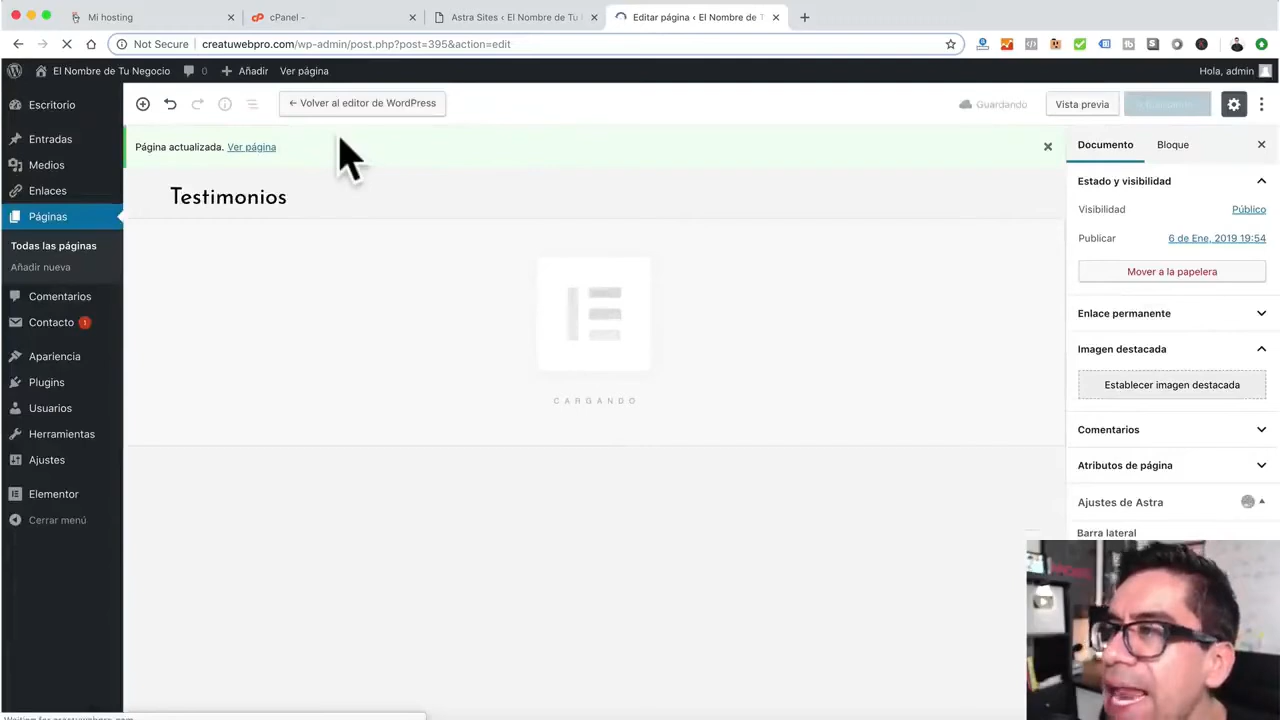 Mi hosting
cPanel -
Astra Sites ‹ El Nombre de Tu
Editar página ‹ El Nombre de T
Not Secure
creatuwebpro.com/wp-admin/post.php?post=395&action=edit
El Nombre de Tu Negocio
0
Añadir
Ver página
Hola, admin
Escritorio
Entradas
Medios
Enlaces
Páginas
Todas las páginas
Añadir nueva
Comentarios
Contacto 1
Apariencia
Plugins
Usuarios
Herramientas
Ajustes
Elementor
Cerrar menú
← Volver al editor de WordPress
Guardando
Vista previa
Página actualizada. Ver página
Testimonios
CARGANDO
Documento
Bloque
Estado y visibilidad
Visibilidad
Público
Publicar
6 de Ene, 2019 19:54
Mover a la papelera
Enlace permanente
Imagen destacada
Establecer imagen destacada
Comentarios
Atributos de página
Ajustes de Astra
Barra lateral